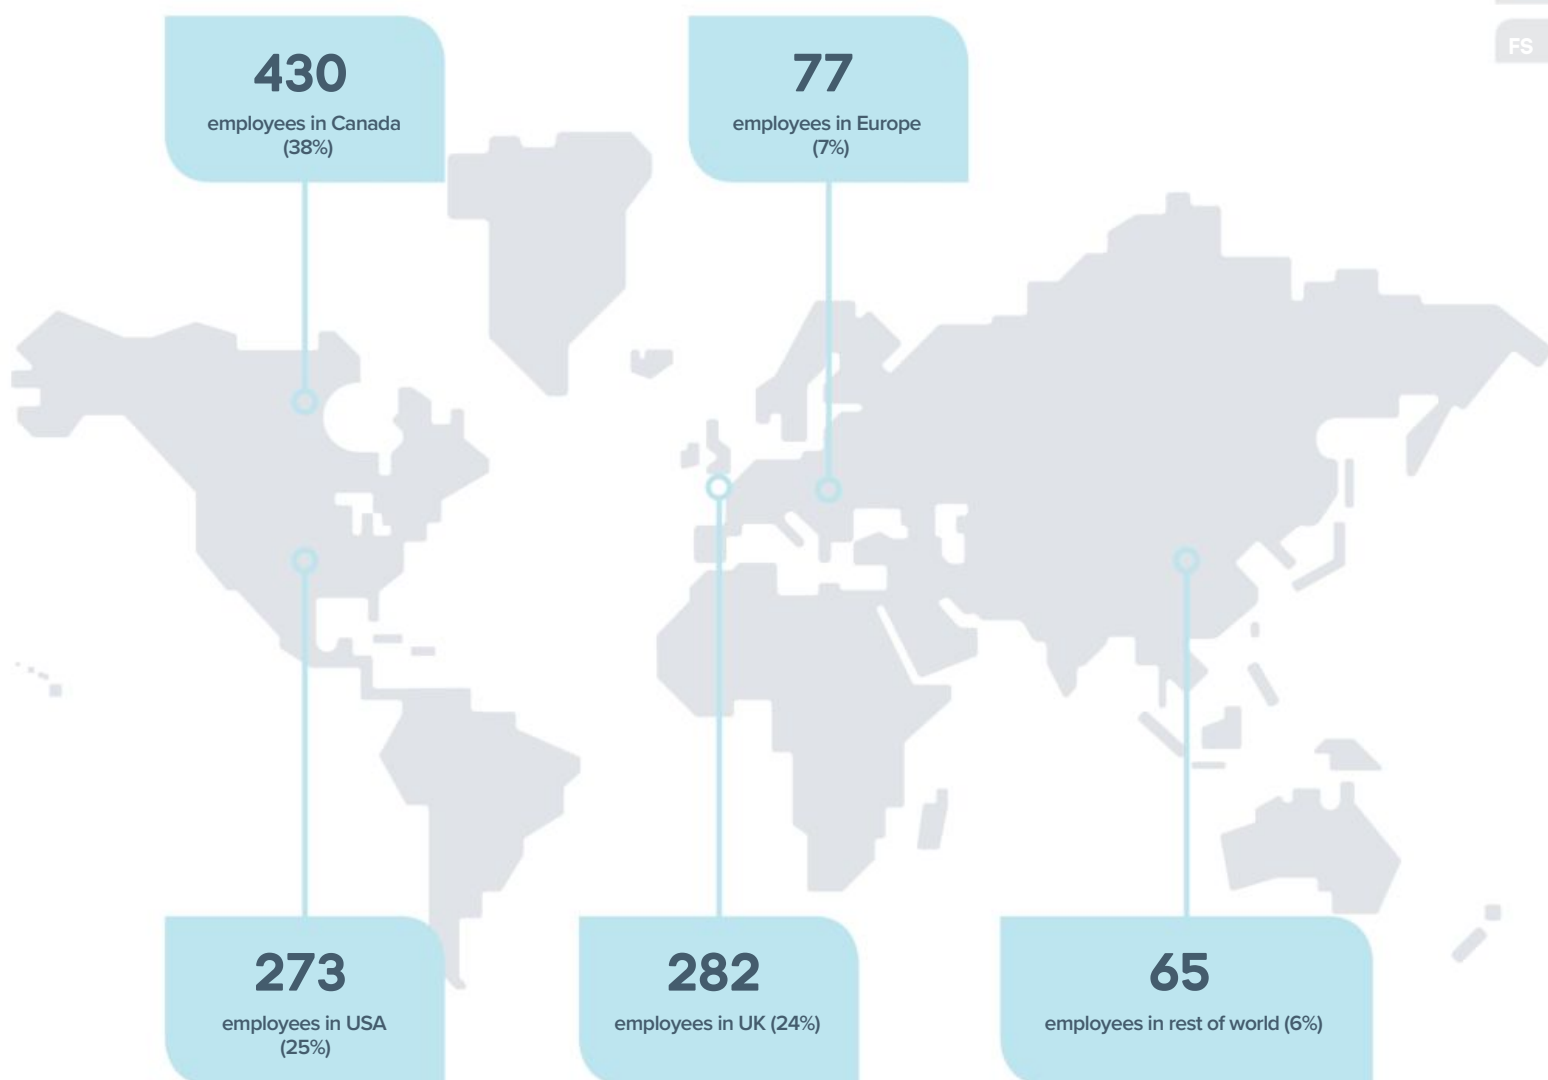 FS
430
employees in Canada
(38%)
77
employees in Europe
(7%)
273
employees in USA
(25%)
282
employees in UK (24%)
65
employees in rest of world (6%)